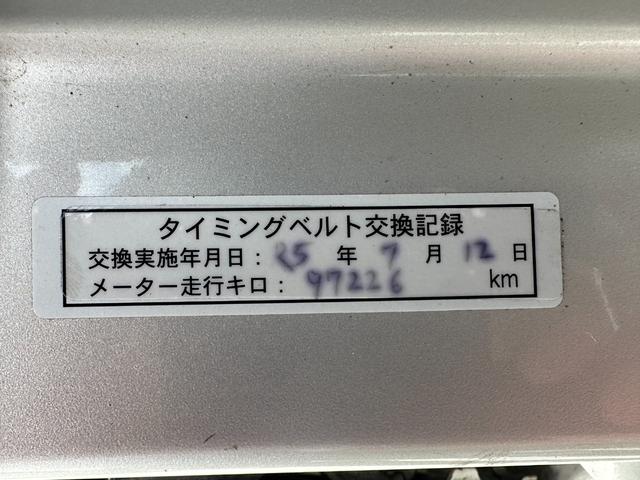 タイミングベルト交換記録
交換実施年月日：R5 年 7 月 12 日
メーター走行キロ： 97226 km